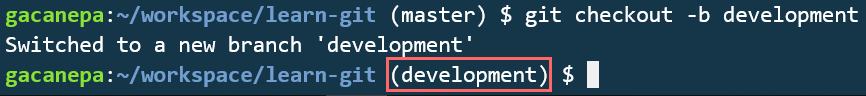 gacanepa:~/workspace/learn-git (master) $ git checkout -b development
Switched to a new branch 'development'
gacanepa:~/workspace/learn-git (development) $